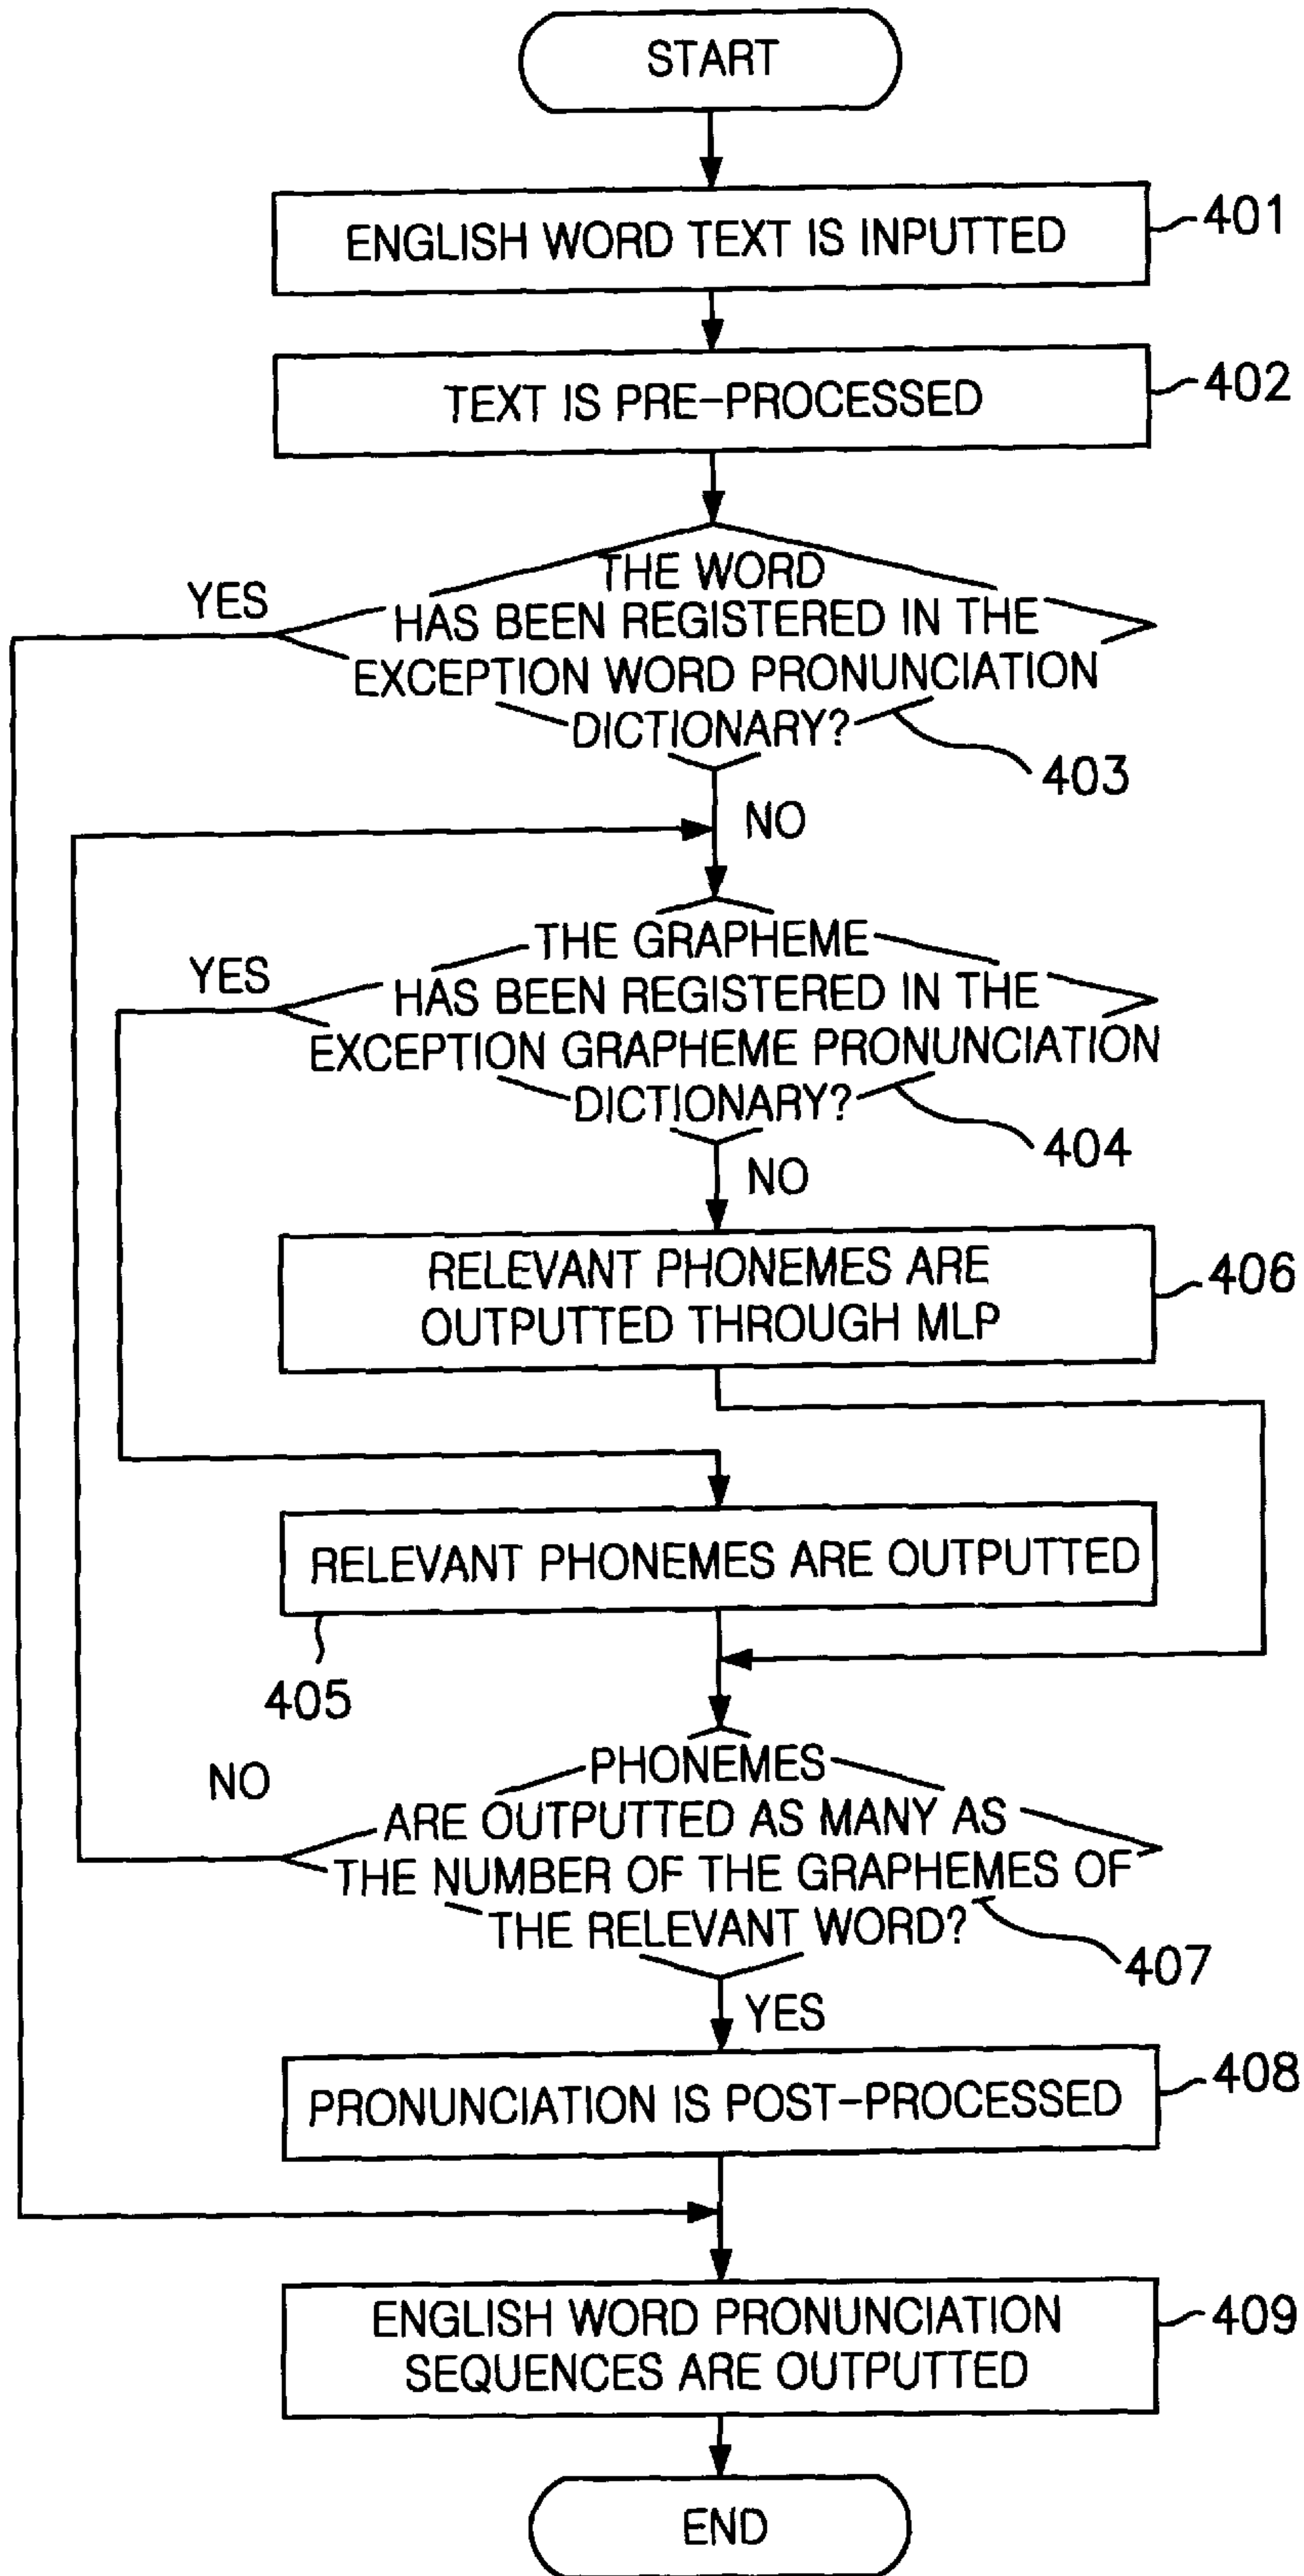 START
ENGLISH WORD TEXT IS INPUTTED
401
TEXT IS PRE-PROCESSED
402
THE WORD
HAS BEEN REGISTERED IN THE
EXCEPTION WORD PRONUNCIATION
DICTIONARY?
YES
403
NO
THE GRAPHEME
HAS BEEN REGISTERED IN THE
EXCEPTION GRAPHEME PRONUNCIATION
DICTIONARY?
YES
404
NO
RELEVANT PHONEMES ARE
OUTPUTTED THROUGH MLP
406
RELEVANT PHONEMES ARE OUTPUTTED
405
PHONEMES
ARE OUTPUTTED AS MANY AS
THE NUMBER OF THE GRAPHEMES OF
THE RELEVANT WORD?
NO
407
YES
PRONUNCIATION IS POST-PROCESSED
408
ENGLISH WORD PRONUNCIATION
SEQUENCES ARE OUTPUTTED
409
END